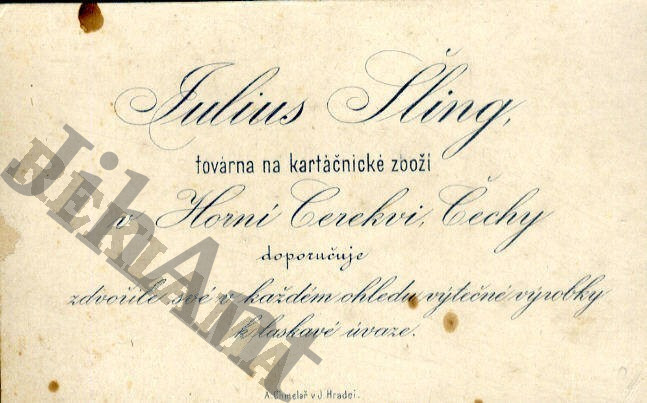 Julius Šling,
továrna na kartáčnické zboží
v Horní Cerekvi, Čechy
doporučuje
zdvořile své v každém ohledu výtečné výrobky
k laskavé úvaze.
A. Chmelař v J. Hradci.
REKLAMA